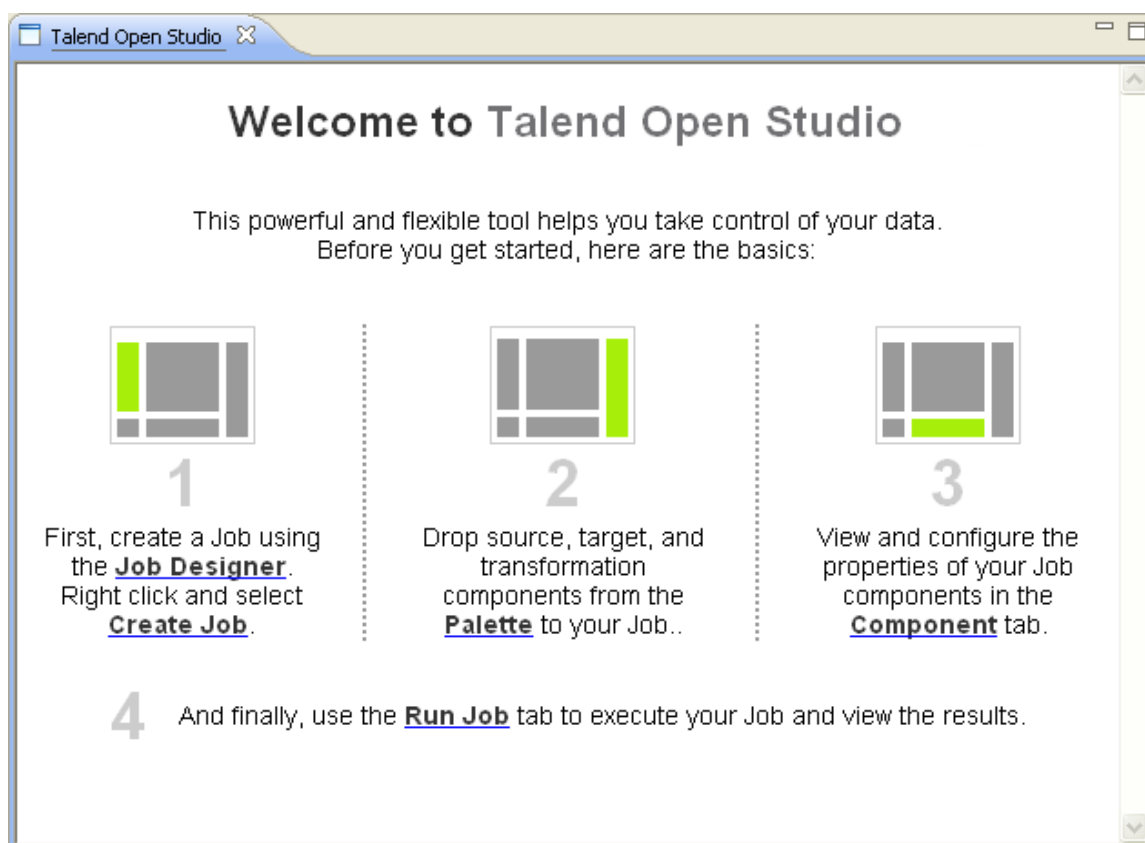 Talend Open Studio
Welcome to Talend Open Studio
This powerful and flexible tool helps you take control of your data.
Before you get started, here are the basics:
1
First, create a Job using
the Job Designer.
Right click and select
Create Job.
2
Drop source, target, and
transformation
components from the
Palette to your Job..
3
View and configure the
properties of your Job
components in the
Component tab.
4 And finally, use the Run Job tab to execute your Job and view the results.